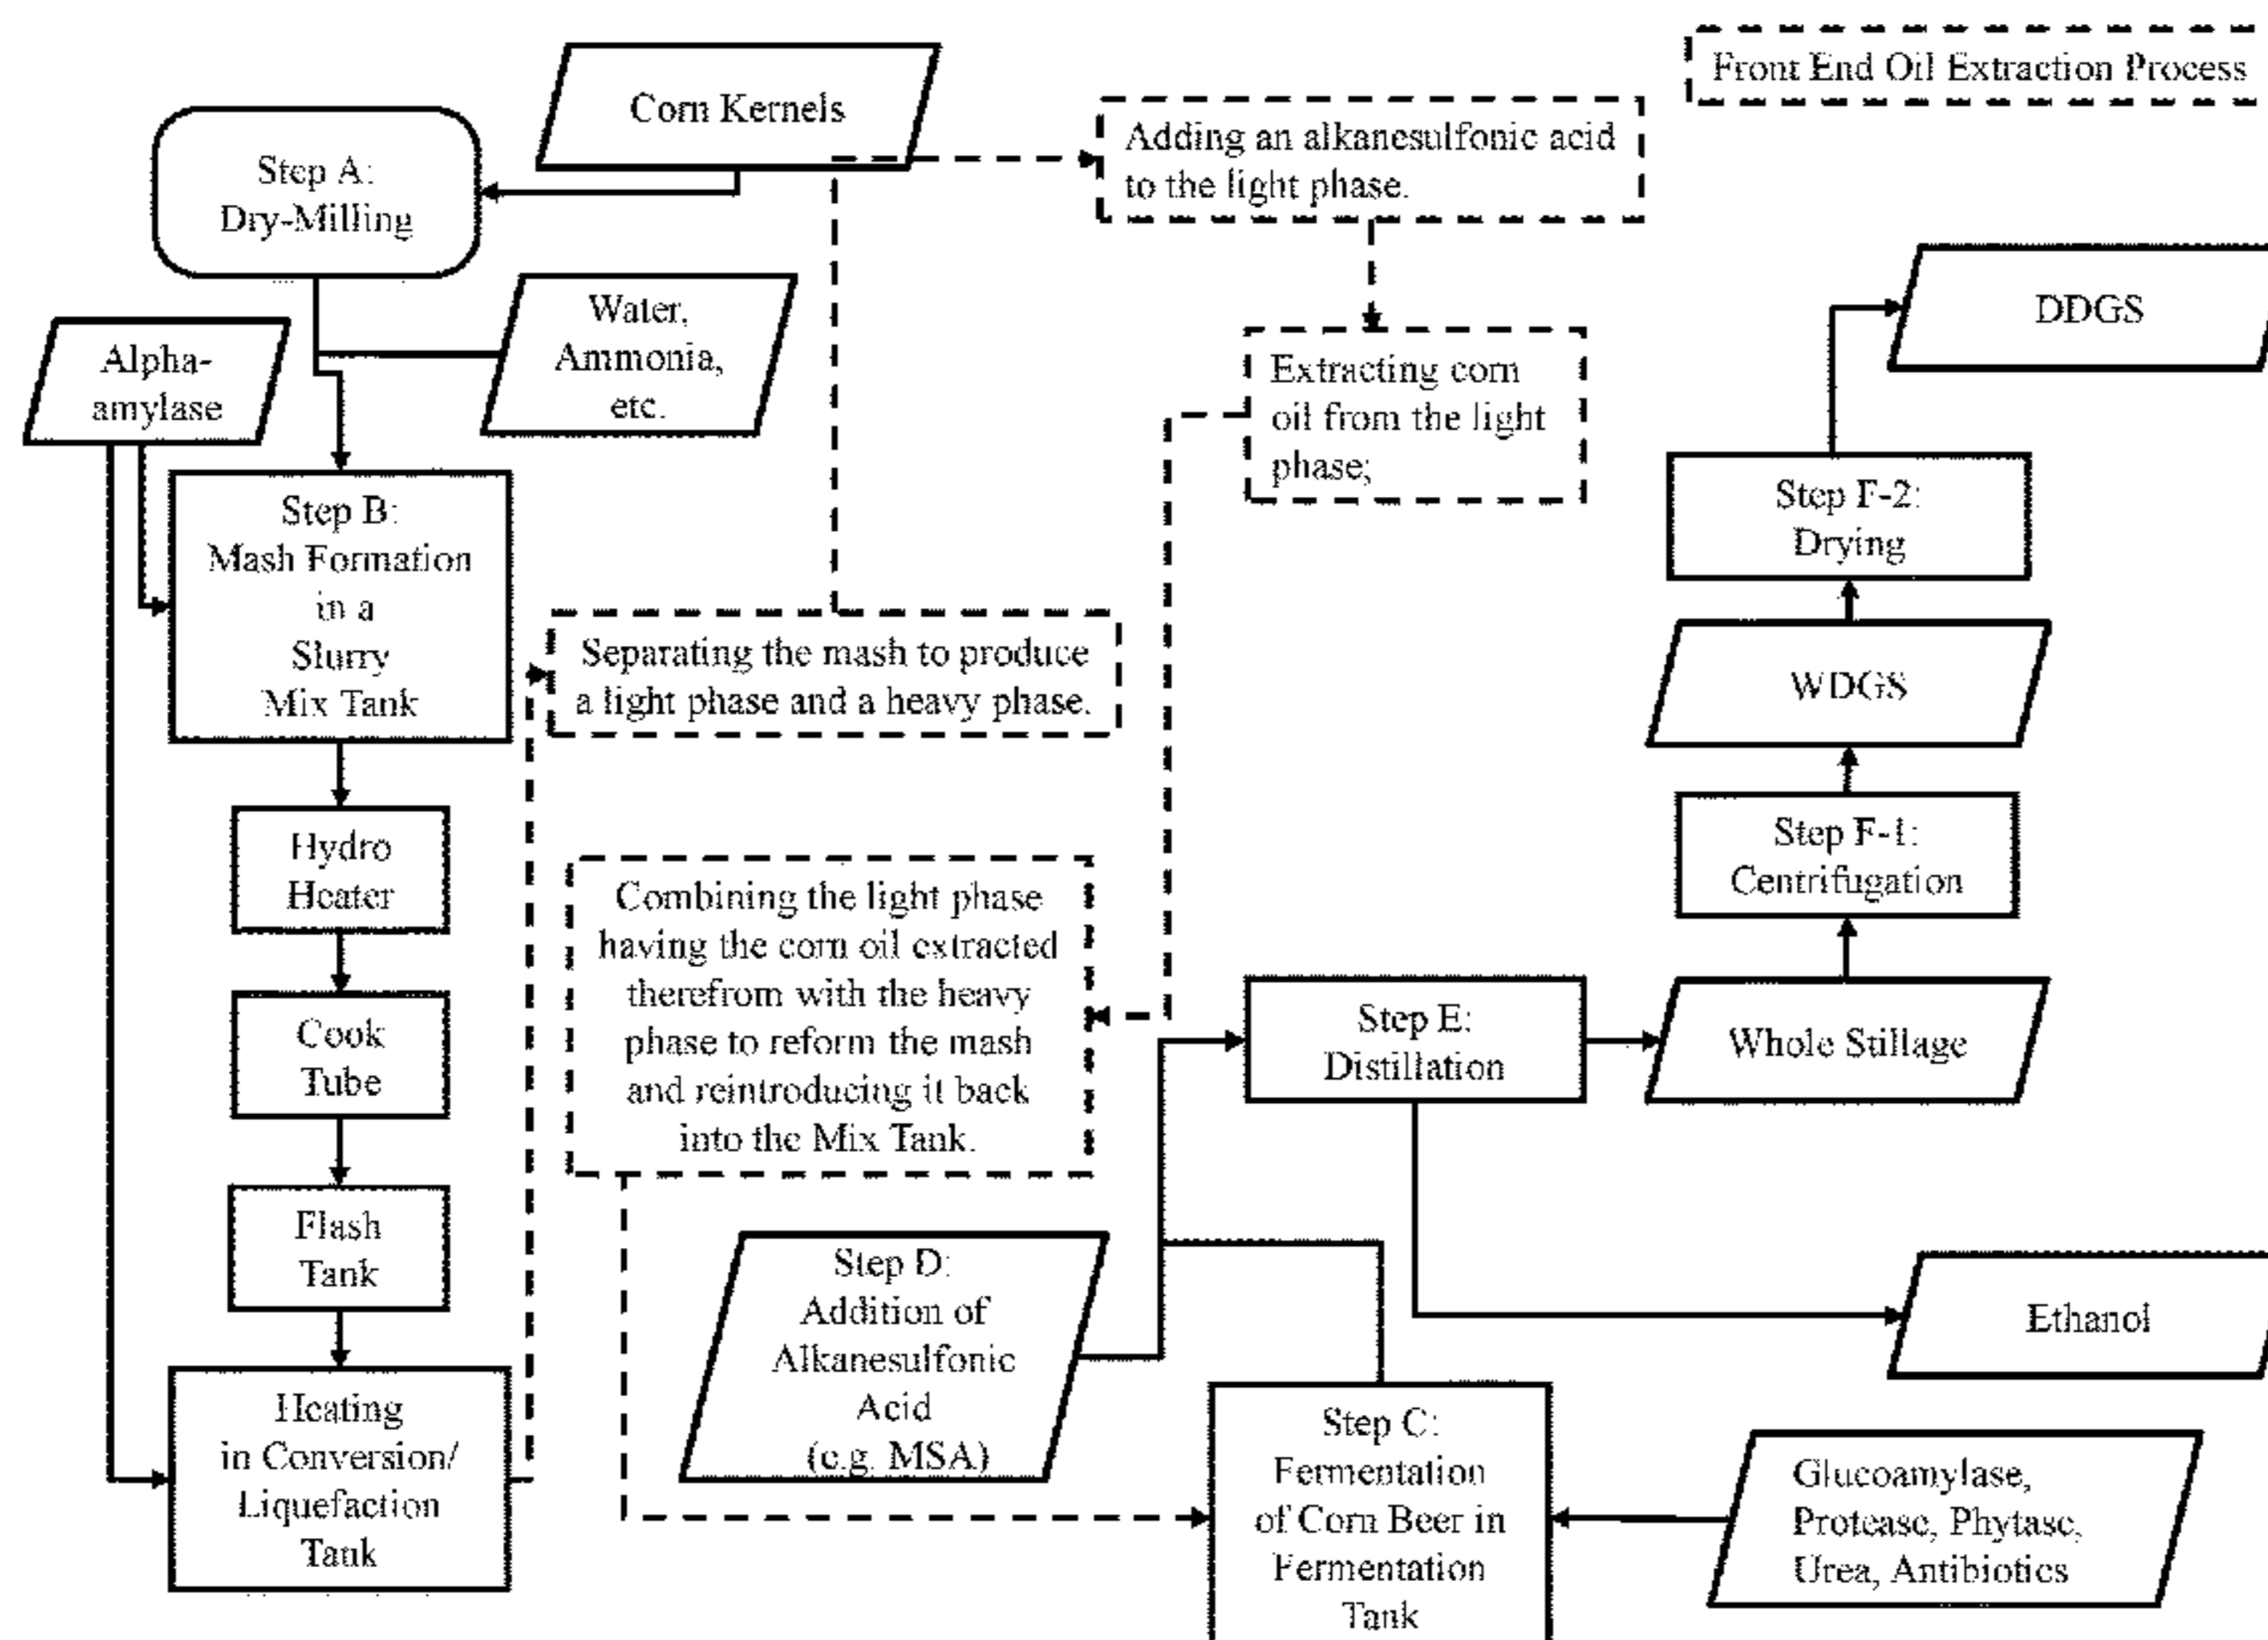 Front End Oil Extraction Process
Corn Kernels
Adding an alkanesulfonic acid
to the light phase.
Step A:
Dry-Milling
Water,
Ammonia,
etc.
Alpha-
amylase
Extracting corn
oil from the light
phase;
DDGS
Step B:
Mash Formation
in a
Slurry
Mix Tank
Step F-2:
Drying
Separating the mash to produce
a light phase and a heavy phase.
WDGS
Hydro
Heater
Step F-1:
Centrifugation
Combining the light phase
having the corn oil extracted
therefrom with the heavy
phase to reform the mash
and reintroducing it back
into the Mix Tank.
Cook
Tube
Step E:
Distillation
Whole Stillage
Flash
Tank
Step D:
Addition of
Alkanesulfonic
Acid
(e.g. MSA)
Ethanol
Heating
in Conversion/
Liquefaction
Tank
Step C:
Fermentation
of Corn Beer in
Fermentation
Tank
Glucoamylase,
Protease, Phytase,
Urea, Antibiotics